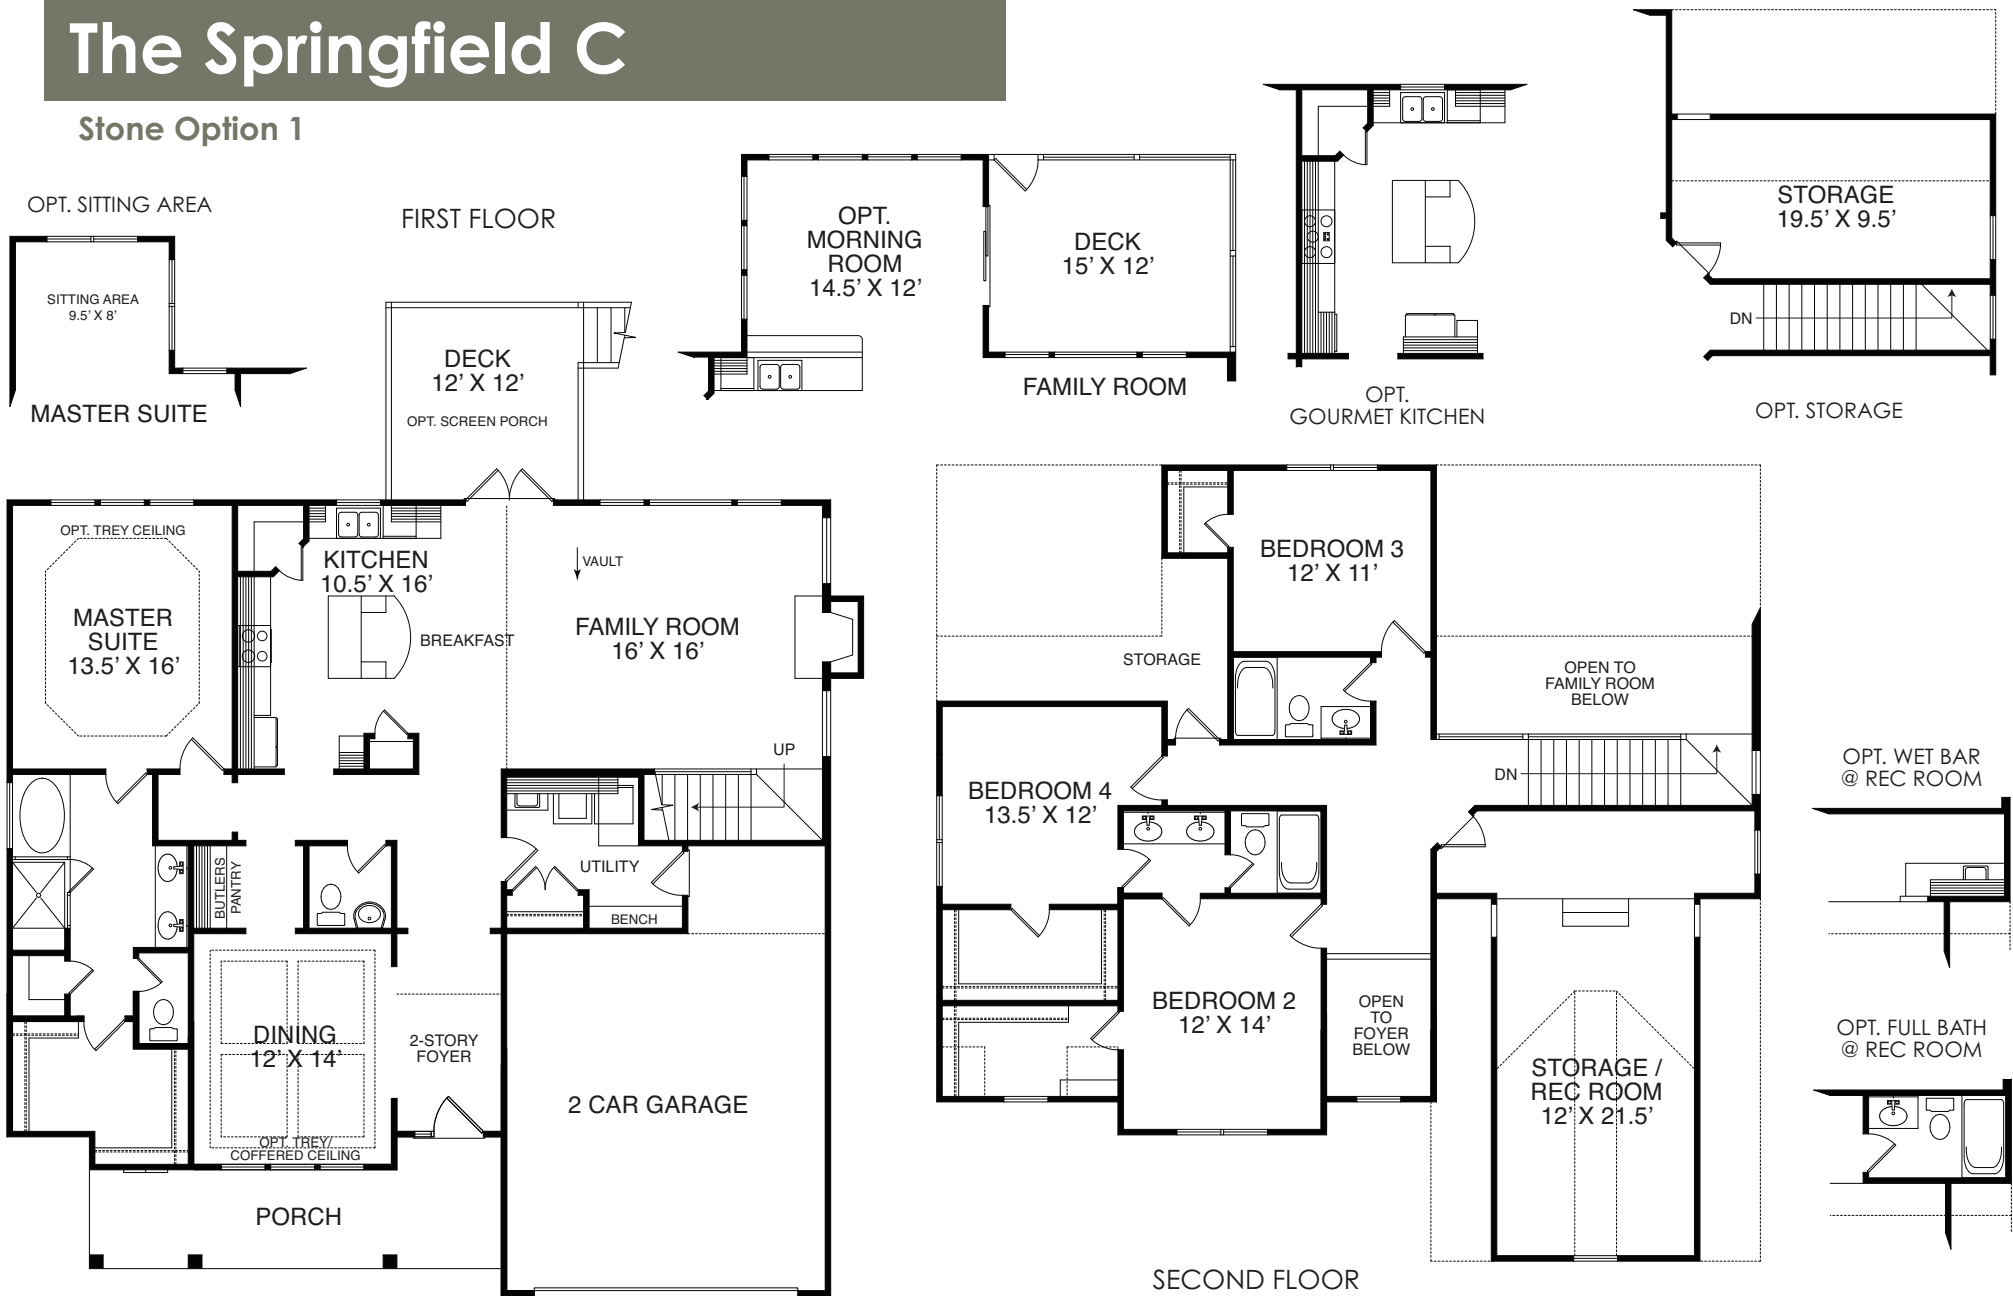 The Springfield C
Stone Option 1
OPT. SITTING AREA
SITTING AREA
9.5’ X 8’
MASTER SUITE
FIRST FLOOR
DECK
12’ X 12’
OPT. SCREEN PORCH
OPT.
MORNING
ROOM
14.5’ X 12’
DECK
15’ X 12’
FAMILY ROOM
OPT.
GOURMET KITCHEN
STORAGE
19.5’ X 9.5’
DN
OPT. STORAGE
OPT. TREY CEILING
MASTER
SUITE
13.5’ X 16’
KITCHEN
10.5’ X 16’
BREAKFAST
VAULT
FAMILY ROOM
16’ X 16’
UP
BUTLERS
PANTRY
UTILITY
BENCH
DINING
12’ X 14’
OPT. TREY/
COFFERED CEILING
2-STORY
FOYER
2 CAR GARAGE
PORCH
BEDROOM 3
12’ X 11’
STORAGE
OPEN TO
FAMILY ROOM
BELOW
BEDROOM 4
13.5’ X 12’
DN
BEDROOM 2
12’ X 14’
OPEN
TO
FOYER
BELOW
STORAGE /
REC ROOM
12’ X 21.5’
SECOND FLOOR
OPT. WET BAR
@ REC ROOM
OPT. FULL BATH
@ REC ROOM